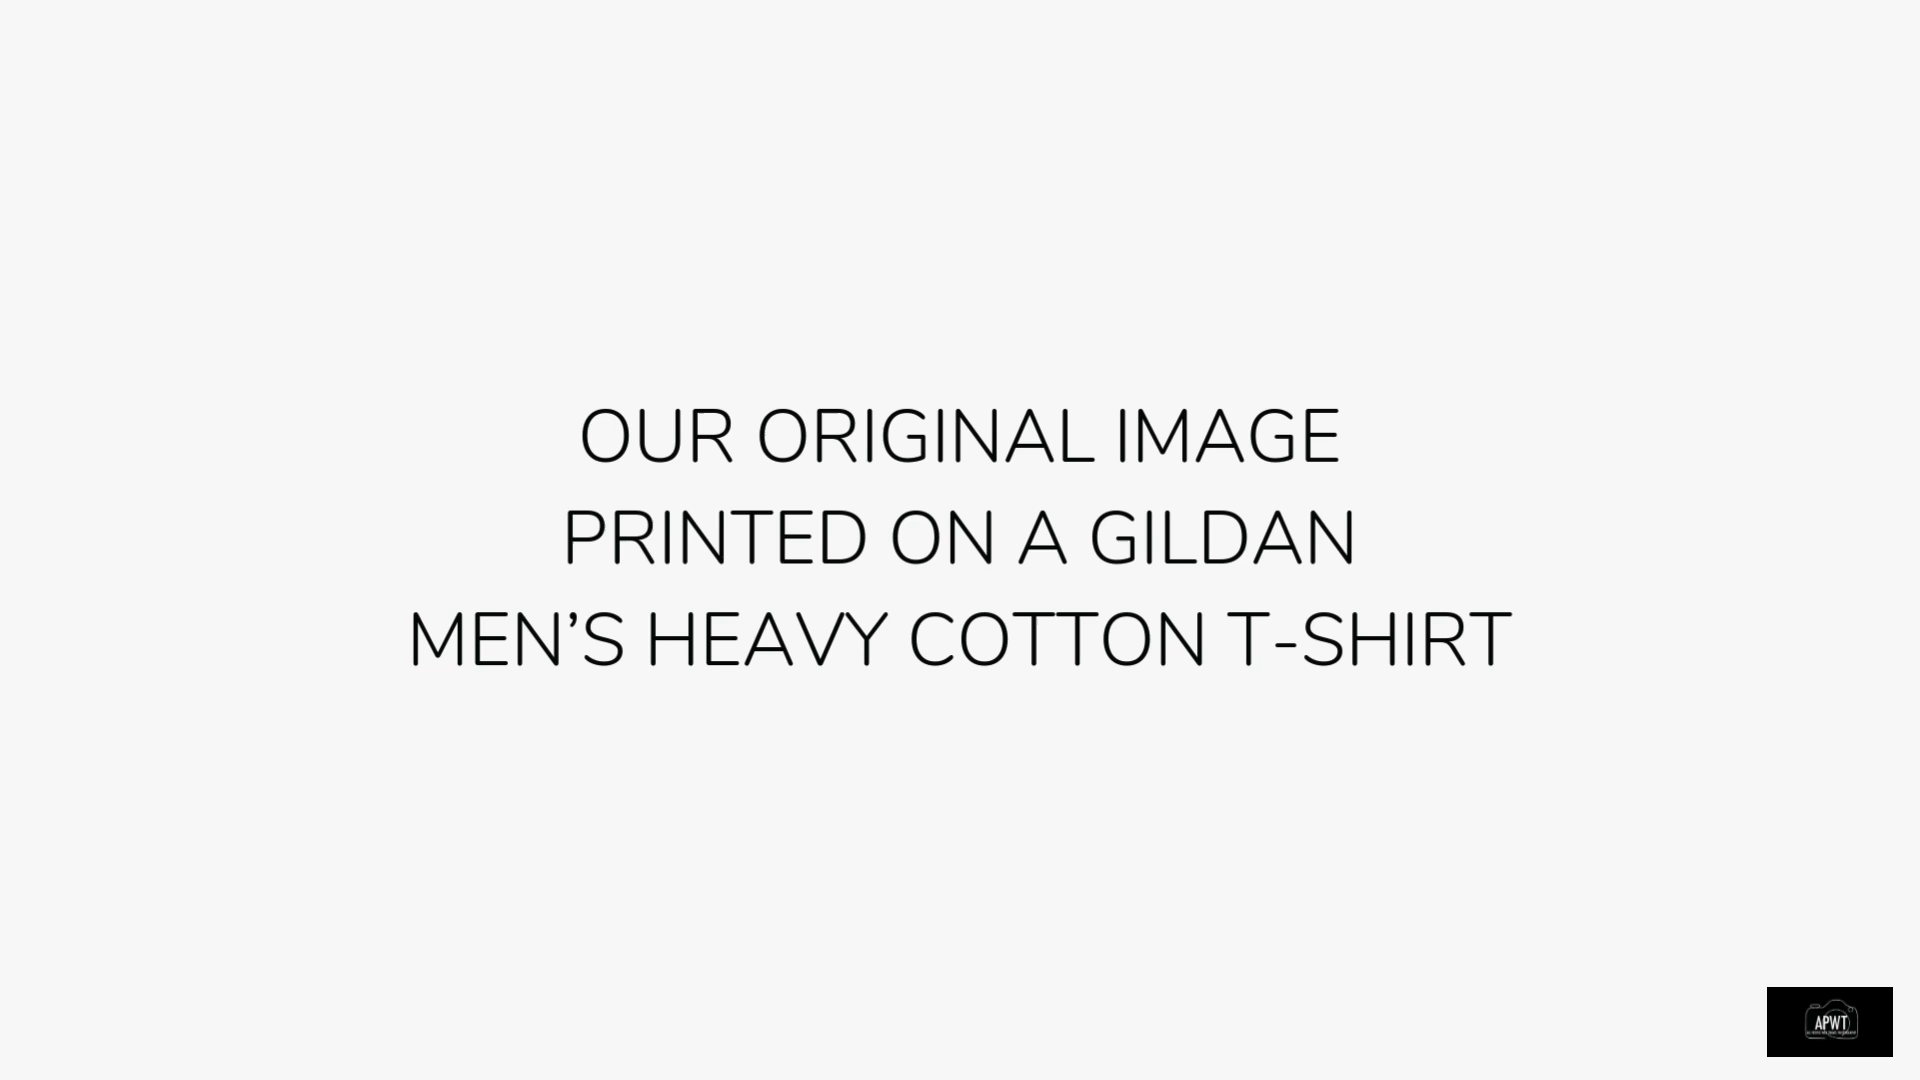 OUR ORIGINAL IMAGE
PRINTED ON A GILDAN
MEN’S HEAVY COTTON T-SHIRT
APWT